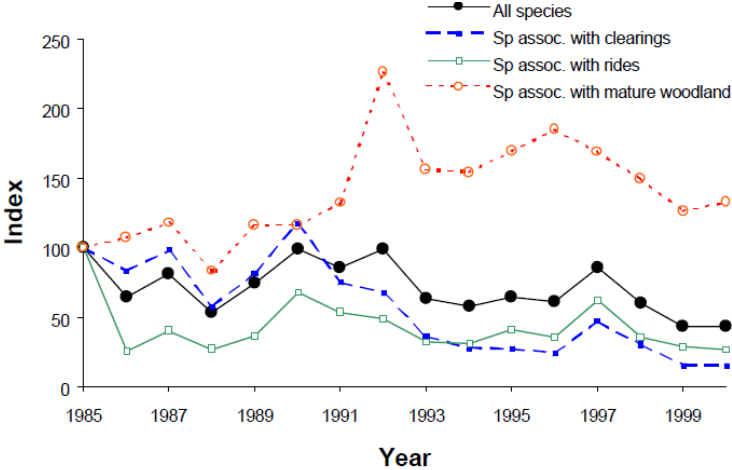 All species
Sp assoc. with clearings
Sp assoc. with rides
Sp assoc. with mature woodland
250
200
150
100
50
0
Index
1985 1987 1989 1991 1993 1995 1997 1999
Year